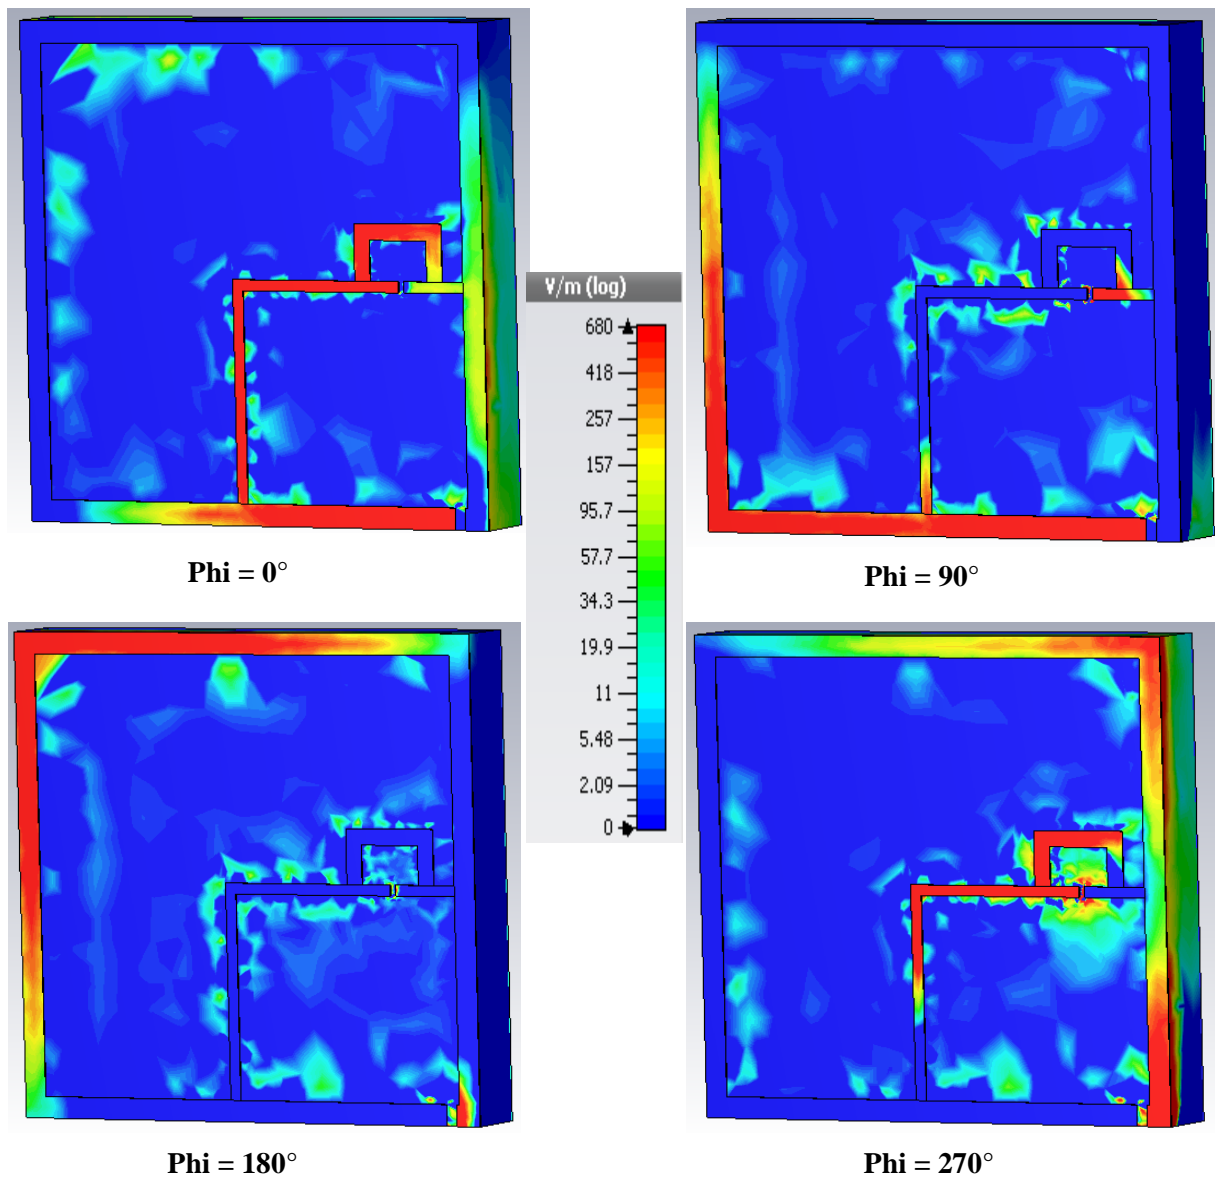 V/m (log)
680
418
257
157
95.7
57.7
34.3
19.9
11
5.48
2.09
0
Phi = 0°
Phi = 90°
Phi = 180°
Phi = 270°